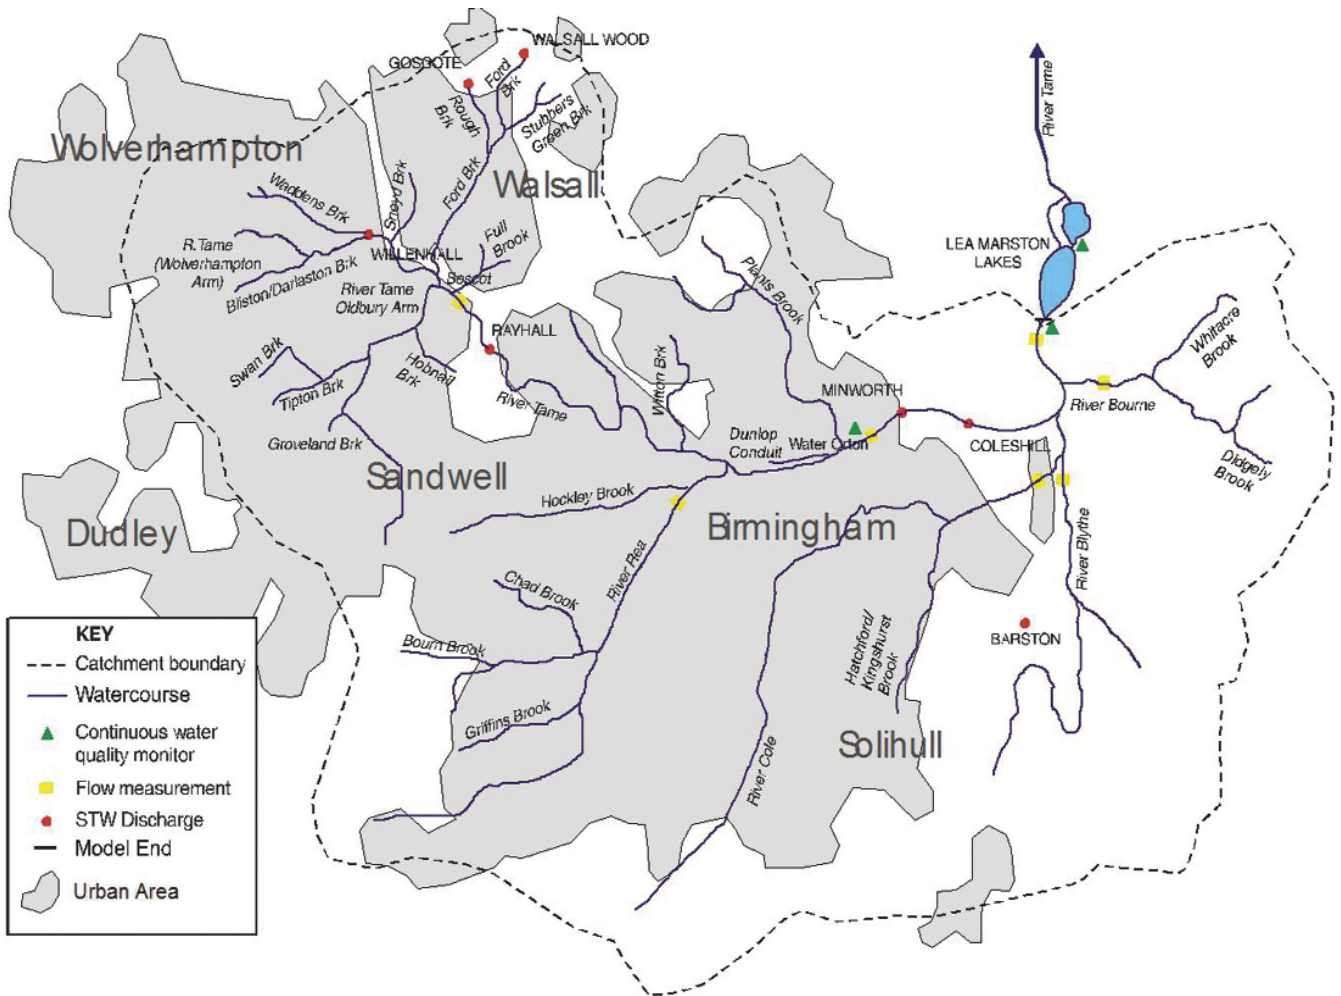 WALSALL WOOD
GOSCOTE
Ford
Brk
Rough
Brk
Stubber's
Green Brk
River Tame
Wolverhampton
Walsall
Waddens Brk
Sneyd Brk
Ford Brk
Full
Brook
R.Tame
(Wolverhampton
Arm)
WILLENHALL
Bliston/Darlaston Brk
Bescot
River Tame
Oldbury Arm
Plants Brook
LEA MARSTON
LAKES
RAYHALL
Swan Brk
Tipton Brk
Hobnail
Brk
River Tame
Witton Brk
MINWORTH
Whitacre
Brook
River Bourne
Groveland Brk
Dunlop
Conduit
Water Orton
COLESHILL
Didgely
Brook
Sandwell
Hockley Brook
Dudley
Birmingham
River Rea
River Blythe
Chad Brook
Bourn Brook
Hatchford/
Kingshurst
Brook
BARSTON
Griffins Brook
Solihull
River Cole
KEY
Catchment boundary
Watercourse
Continuous water
quality monitor
Flow measurement
STW Discharge
Model End
Urban Area